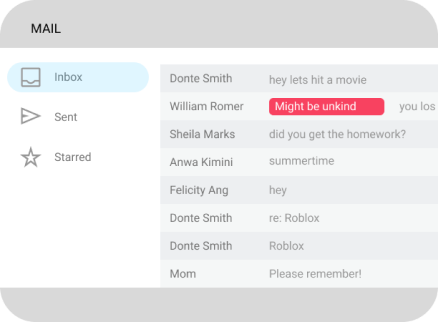 MAIL
Inbox
Sent
Starred
Donte Smith hey lets hit a movie
William Romer Might be unkind you los
Sheila Marks did you get the homework?
Anwa Kimini summertime
Felicity Ang hey
Donte Smith re: Roblox
Donte Smith Roblox
Mom Please remember!